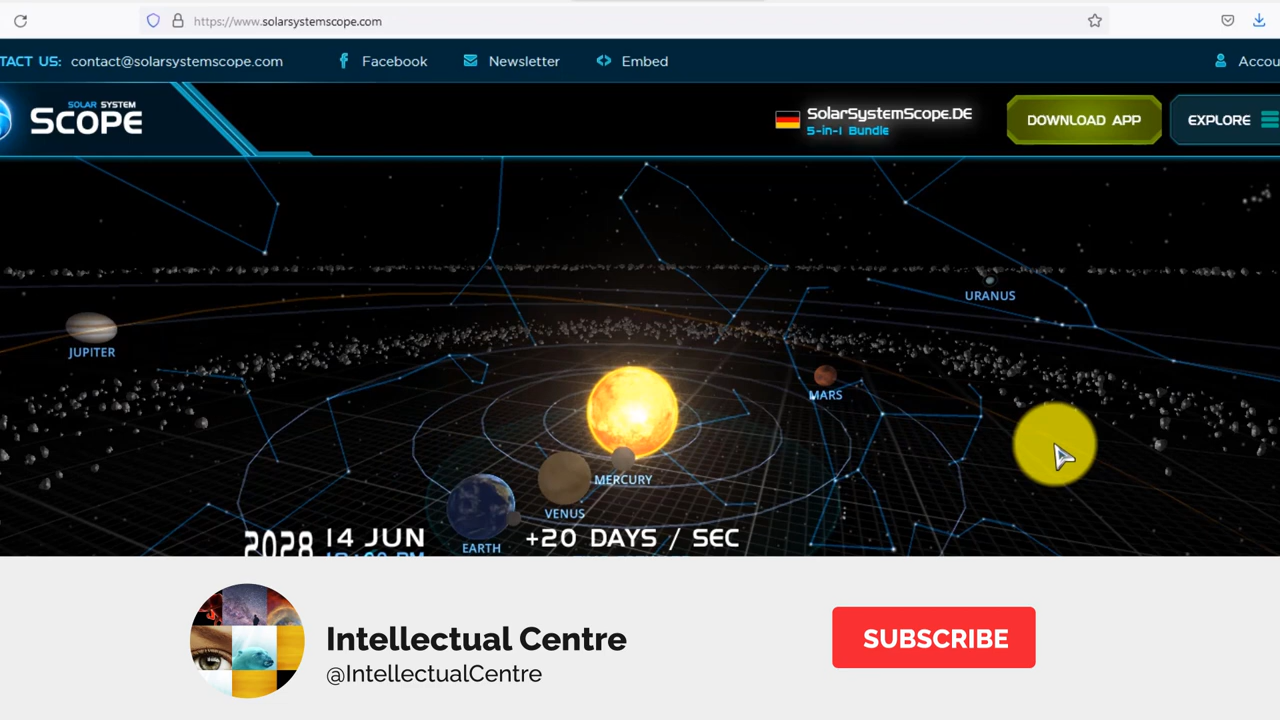 https://www.solarsystemscope.com
TACT US: contact@solarsystemscope.com Facebook Newsletter Embed Accou
SOLAR SYSTEM
SCOPE
SolarSystemScope.DE
5-in-1 Bundle
DOWNLOAD APP
EXPLORE
URANUS
JUPITER
MARS
MERCURY
VENUS
EARTH
2028 14 JUN
+20 DAYS / SEC
Intellectual Centre
@IntellectualCentre
SUBSCRIBE